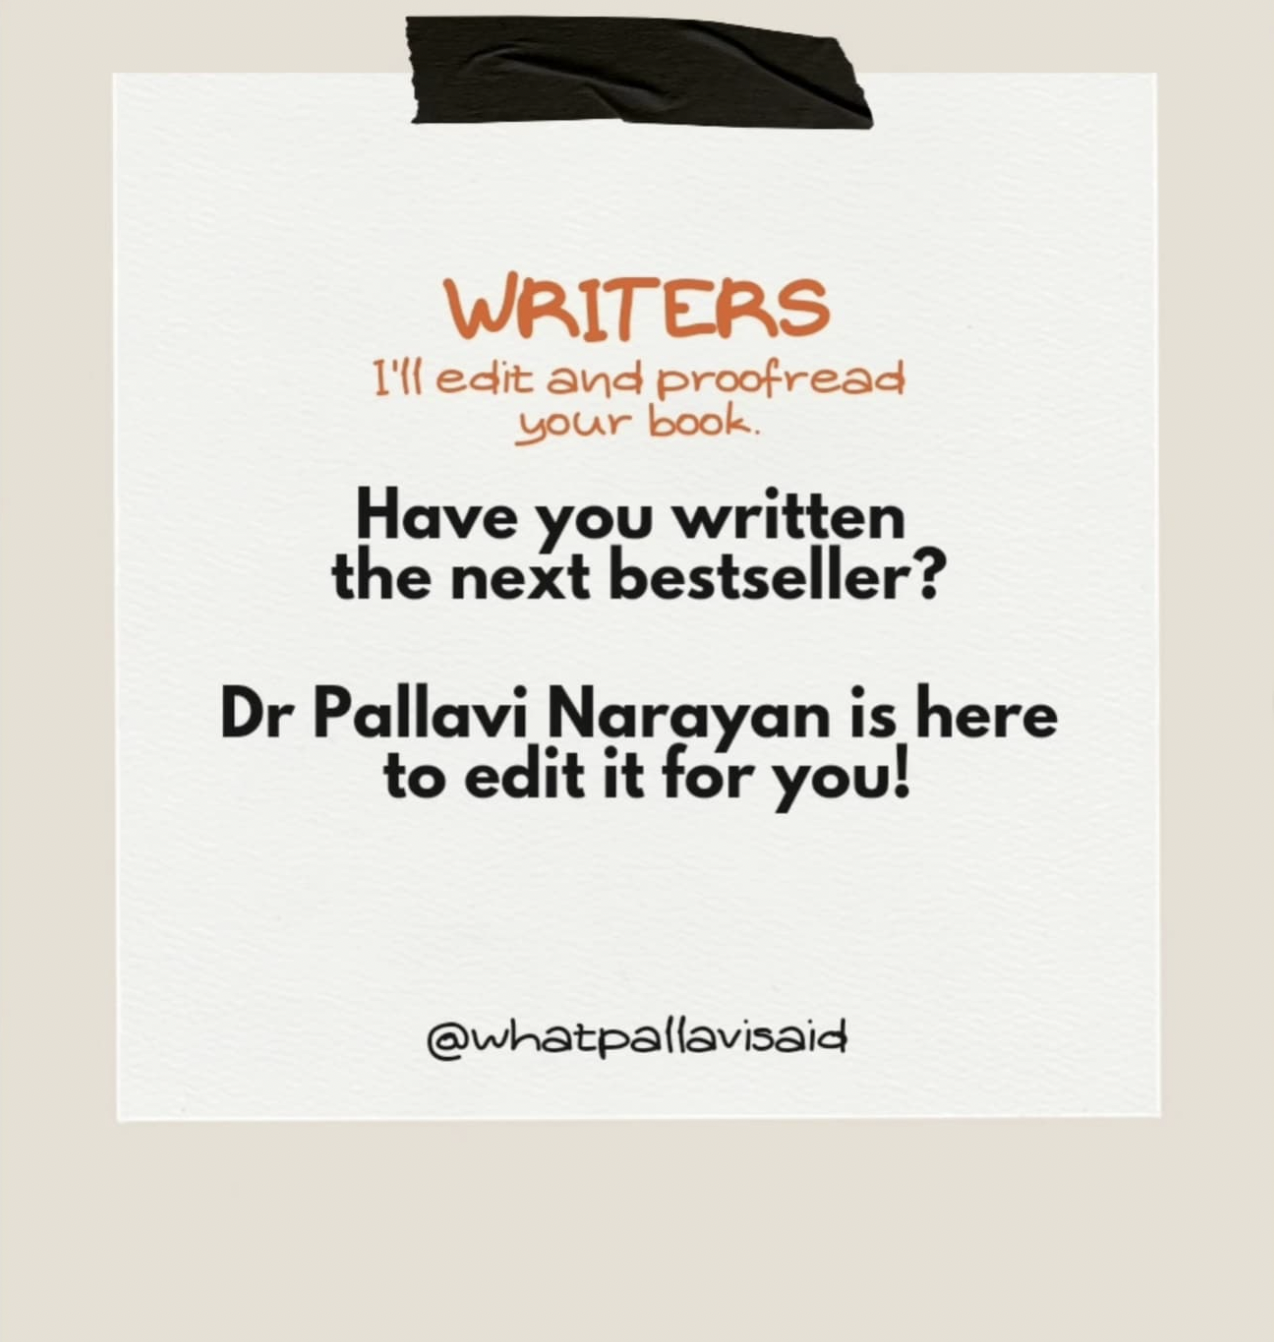 WRITERS
I'll edit and proofread
your book.
Have you written
the next bestseller?
Dr Pallavi Narayan is here
to edit it for you!
@whatpallavisaid